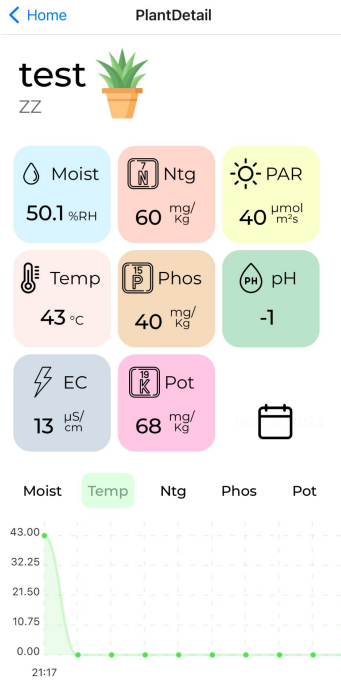 Home
PlantDetail
test
ZZ
Moist
50.1 %RH
7
N
Ntg
60 mg/
Kg
PAR
40 µmol
m²s
Temp
43 °C
15
P
Phos
40 mg/
Kg
PH
pH
-1
EC
13 µS/
cm
19
K
Pot
68 mg/
Kg
Moist Temp Ntg Phos Pot
43.00
32.25
21.50
10.75
0.00
21:17